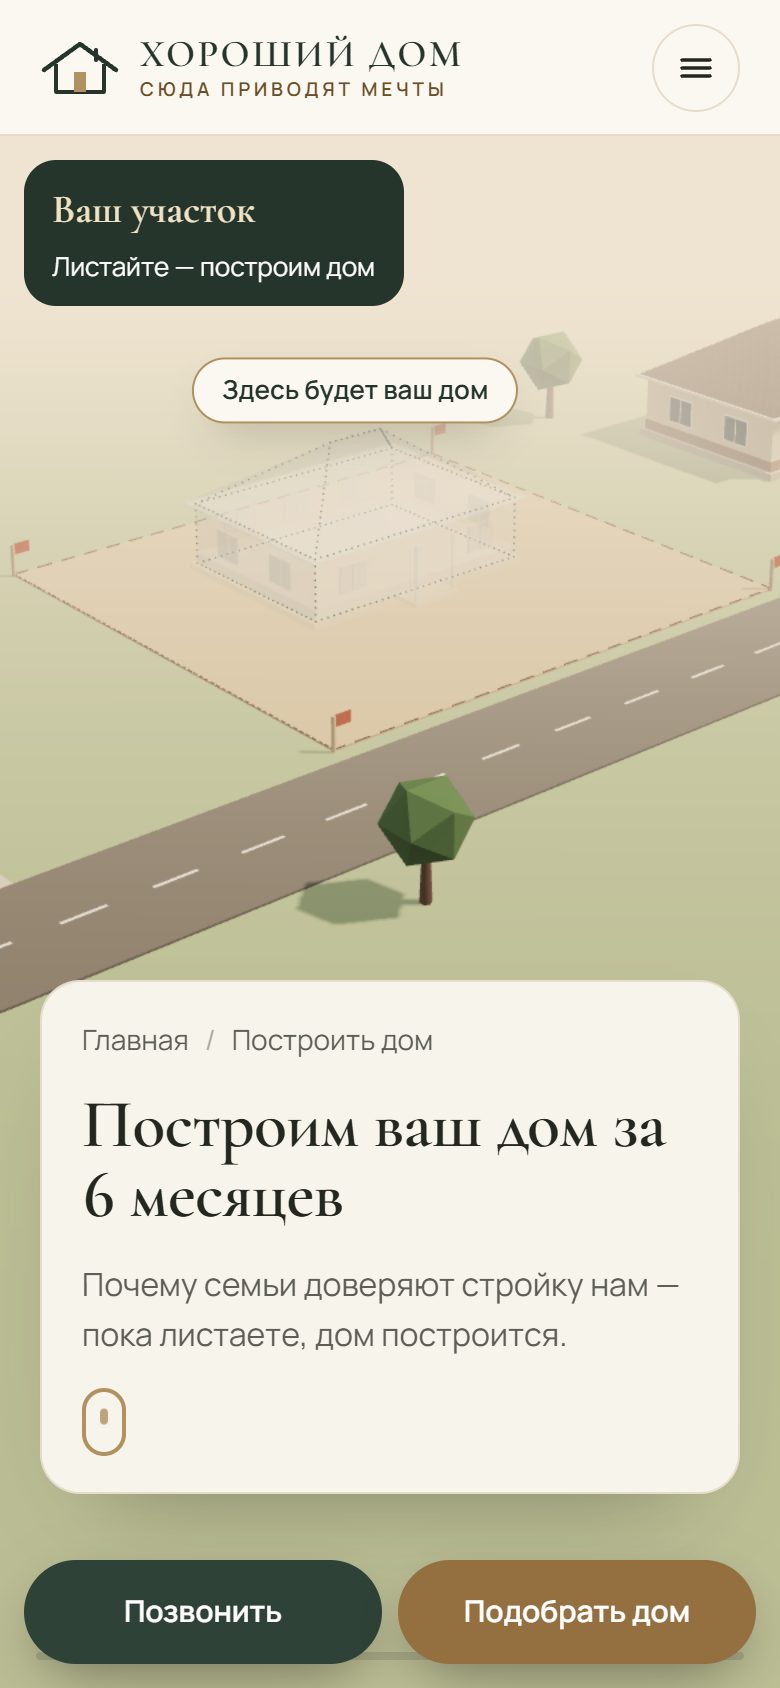 ХОРОШИЙ ДОМ
СЮДА ПРИВОДЯТ МЕЧТЫ
Ваш участок
Листайте — построим дом
Здесь будет ваш дом
Главная / Построить дом
Построим ваш дом за
6 месяцев
Почему семьи доверяют стройку нам —
пока листаете, дом построится.
Позвонить
Подобрать дом